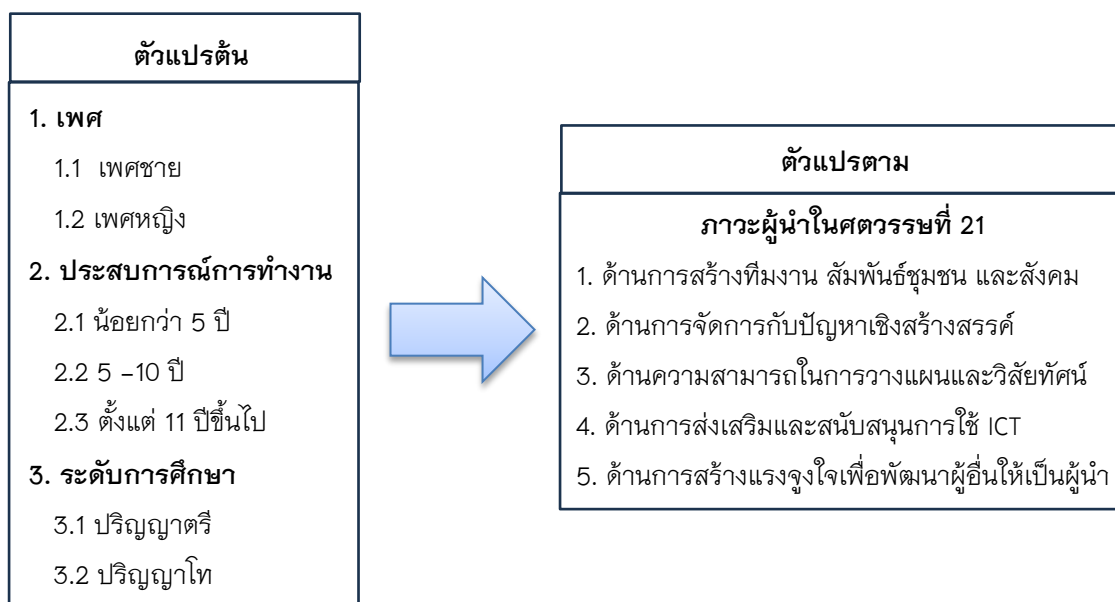 ตัวแปรต้น
1. เพศ
1.1 เพศชาย
1.2 เพศหญิง
2. ประสบการณ์การทำงาน
2.1 น้อยกว่า 5 ปี
2.2 5 –10 ปี
2.3 ตั้งแต่ 11 ปีขึ้นไป
3. ระดับการศึกษา
3.1 ปริญญาตรี
3.2 ปริญญาโท
ตัวแปรตาม
ภาวะผู้นำในศตวรรษที่ 21
1. ด้านการสร้างทีมงาน สัมพันธ์ชุมชน และสังคม
2. ด้านการจัดการกับปัญหาเชิงสร้างสรรค์
3. ด้านความสามารถในการวางแผนและวิสัยทัศน์
4. ด้านการส่งเสริมและสนับสนุนการใช้ ICT
5. ด้านการสร้างแรงจูงใจเพื่อพัฒนาผู้อื่นให้เป็นผู้นำ